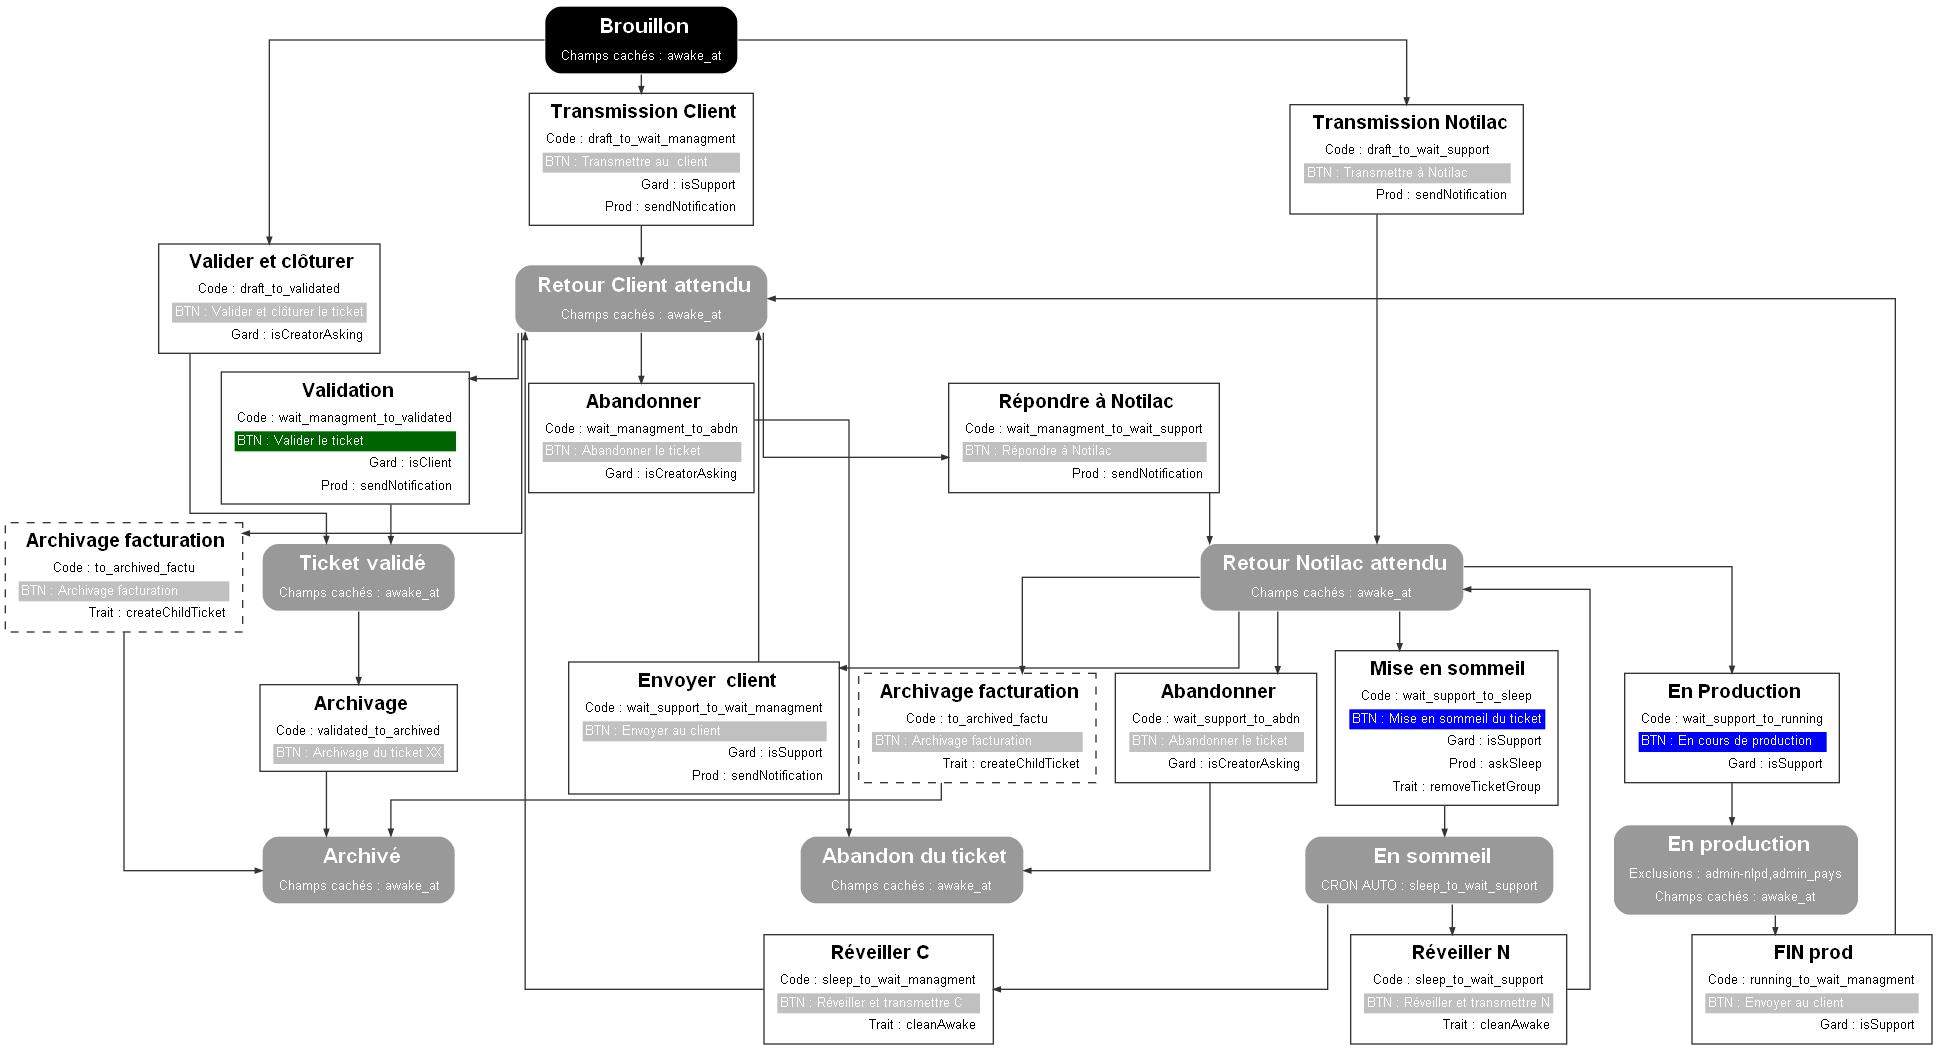 Brouillon
Champs cachés : awake_at
Transmission Client
Code : draft_to_wait_managment
BTN : Transmettre au  client
Gard : isSupport
Prod : sendNotification
Transmission Notilac
Code : draft_to_wait_support
BTN : Transmettre à Notilac
Prod : sendNotification
Valider et clôturer
Code : draft_to_validated
BTN : Valider et clôturer le ticket
Gard : isCreatorAsking
Retour Client attendu
Champs cachés : awake_at
Validation
Code : wait_managment_to_validated
BTN : Valider le ticket
Gard : isClient
Prod : sendNotification
Abandonner
Code : wait_managment_to_abdn
BTN : Abandonner le ticket
Gard : isCreatorAsking
Répondre à Notilac
Code : wait_managment_to_wait_support
BTN : Répondre à Notilac
Prod : sendNotification
Archivage facturation
Code : to_archived_factu
BTN : Archivage facturation
Trait : createChildTicket
Ticket validé
Champs cachés : awake_at
Retour Notilac attendu
Champs cachés : awake_at
Archivage
Code : validated_to_archived
BTN : Archivage du ticket XX
Envoyer  client
Code : wait_support_to_wait_managment
BTN : Envoyer au client
Gard : isSupport
Prod : sendNotification
Archivage facturation
Code : to_archived_factu
BTN : Archivage facturation
Trait : createChildTicket
Abandonner
Code : wait_support_to_abdn
BTN : Abandonner le ticket
Gard : isCreatorAsking
Mise en sommeil
Code : wait_support_to_sleep
BTN : Mise en sommeil du ticket
Gard : isSupport
Prod : askSleep
Trait : removeTicketGroup
En Production
Code : wait_support_to_running
BTN : En cours de production
Gard : isSupport
Archivé
Champs cachés : awake_at
Abandon du ticket
Champs cachés : awake_at
En sommeil
CRON AUTO : sleep_to_wait_support
En production
Exclusions : admin-nlpd,admin_pays
Champs cachés : awake_at
Réveiller C
Code : sleep_to_wait_managment
BTN : Réveiller et transmettre C
Trait : cleanAwake
Réveiller N
Code : sleep_to_wait_support
BTN : Réveiller et transmettre N
Trait : cleanAwake
FIN prod
Code : running_to_wait_managment
BTN : Envoyer au client
Gard : isSupport